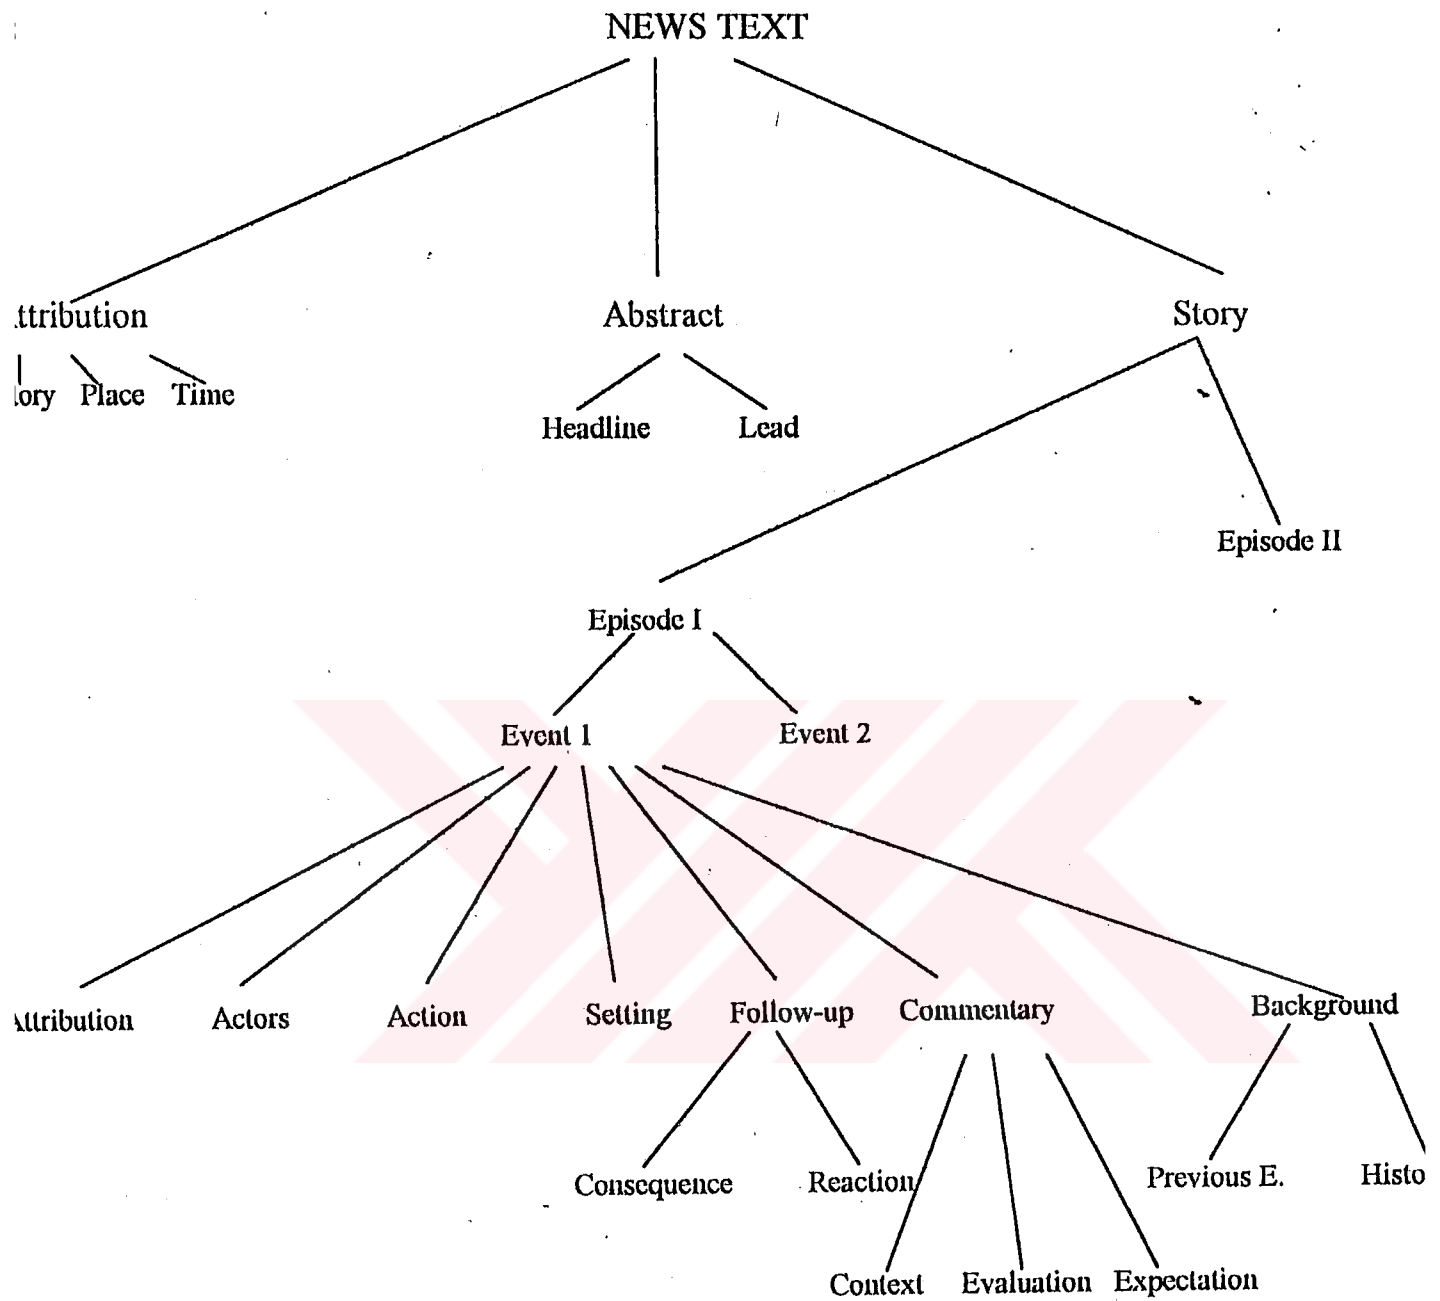 NEWS TEXT
ttribution Abstract Story
ory Place Time
Headline Lead
Episode II
Episode I
Event 1 Event 2
ttribution Actors Action Setting Follow-up Commentary Background
Consequence Reaction Previous E. Histo
Context Evaluation Expectation